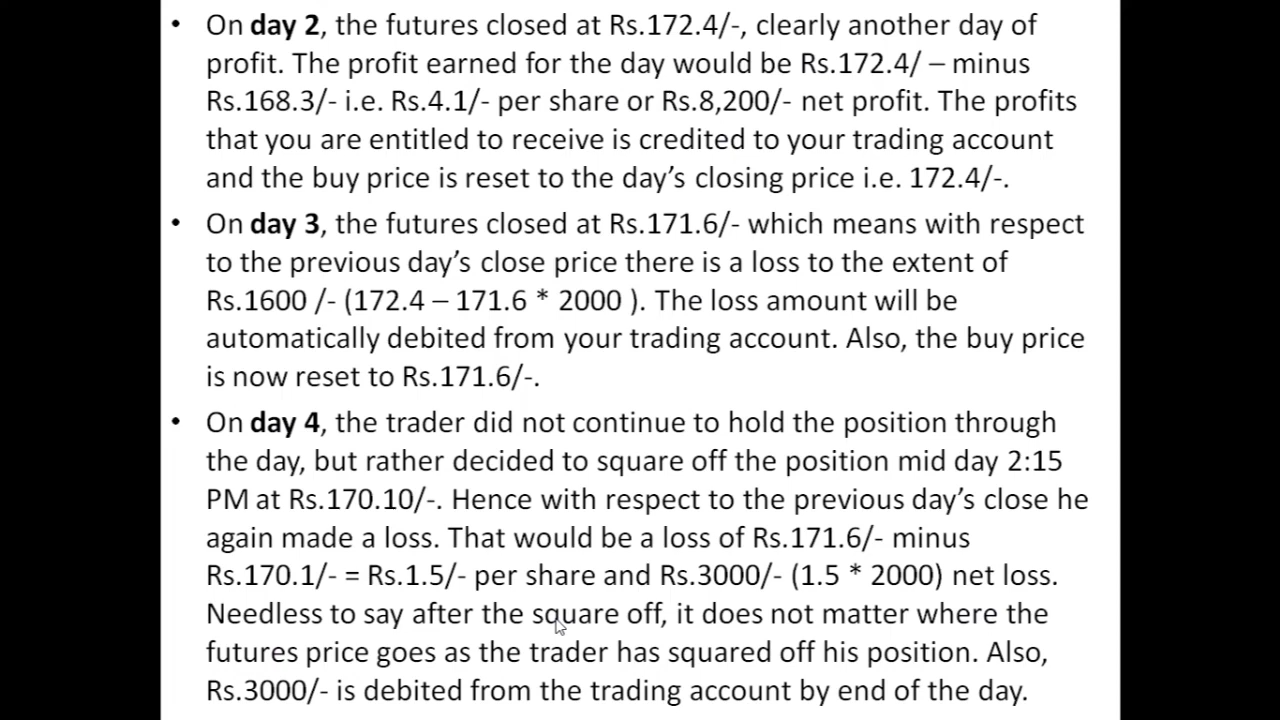 • On day 2, the futures closed at Rs.172.4/-, clearly another day of
profit. The profit earned for the day would be Rs.172.4/ – minus
Rs.168.3/- i.e. Rs.4.1/- per share or Rs.8,200/- net profit. The profits
that you are entitled to receive is credited to your trading account
and the buy price is reset to the day’s closing price i.e. 172.4/-.
• On day 3, the futures closed at Rs.171.6/- which means with respect
to the previous day’s close price there is a loss to the extent of
Rs.1600 /- (172.4 – 171.6 * 2000 ). The loss amount will be
automatically debited from your trading account. Also, the buy price
is now reset to Rs.171.6/-.
• On day 4, the trader did not continue to hold the position through
the day, but rather decided to square off the position mid day 2:15
PM at Rs.170.10/-. Hence with respect to the previous day’s close he
again made a loss. That would be a loss of Rs.171.6/- minus
Rs.170.1/- = Rs.1.5/- per share and Rs.3000/- (1.5 * 2000) net loss.
Needless to say after the square off, it does not matter where the
futures price goes as the trader has squared off his position. Also,
Rs.3000/- is debited from the trading account by end of the day.